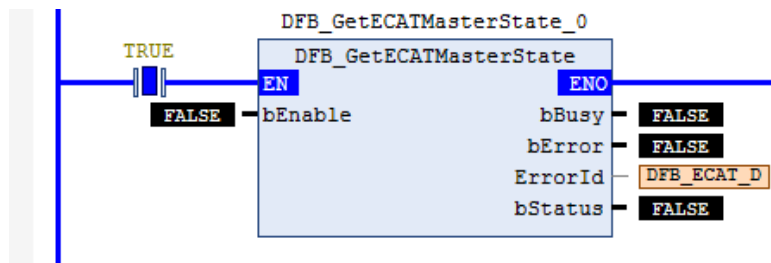 DFB_GetECATMasterState_0
TRUE
DFB_GetECATMasterState
EN ENO
FALSE bEnable bBusy FALSE
bError FALSE
ErrorId DFB_ECAT_D
bStatus FALSE